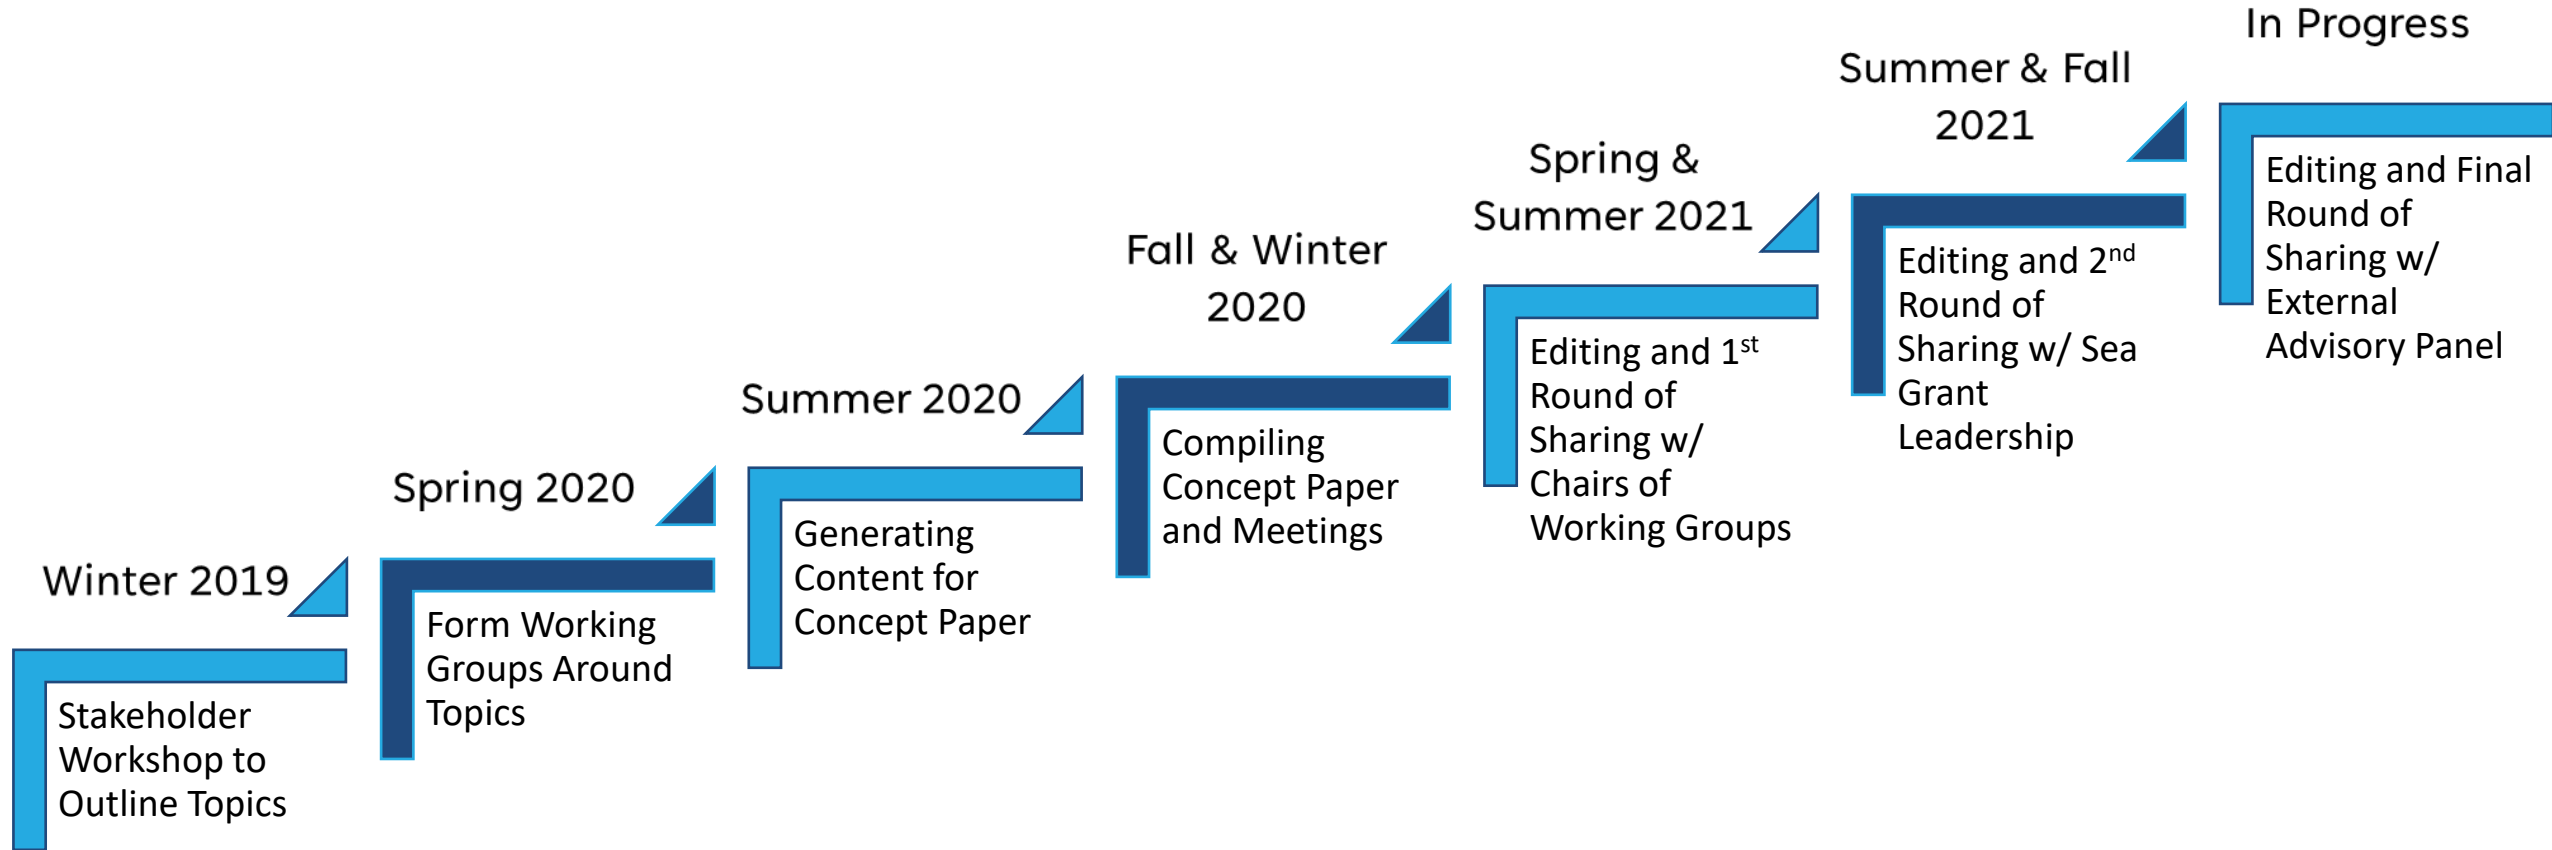 Winter 2019
Stakeholder
Workshop to
Outline Topics
Spring 2020
Form Working
Groups Around
Topics
Summer 2020
Generating
Content for
Concept Paper
Fall & Winter
2020
Compiling
Concept Paper
and Meetings
Spring &
Summer 2021
Editing and 1st
Round of
Sharing w/
Chairs of
Working Groups
Summer & Fall
2021
Editing and 2nd
Round of
Sharing w/ Sea
Grant
Leadership
In Progress
Editing and Final
Round of
Sharing w/
External
Advisory Panel